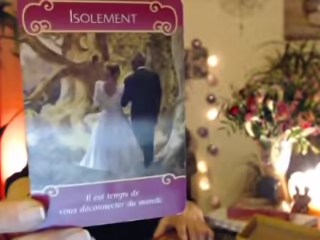 ISOLEMENT
Il est temps de
vous déconnecter du monde